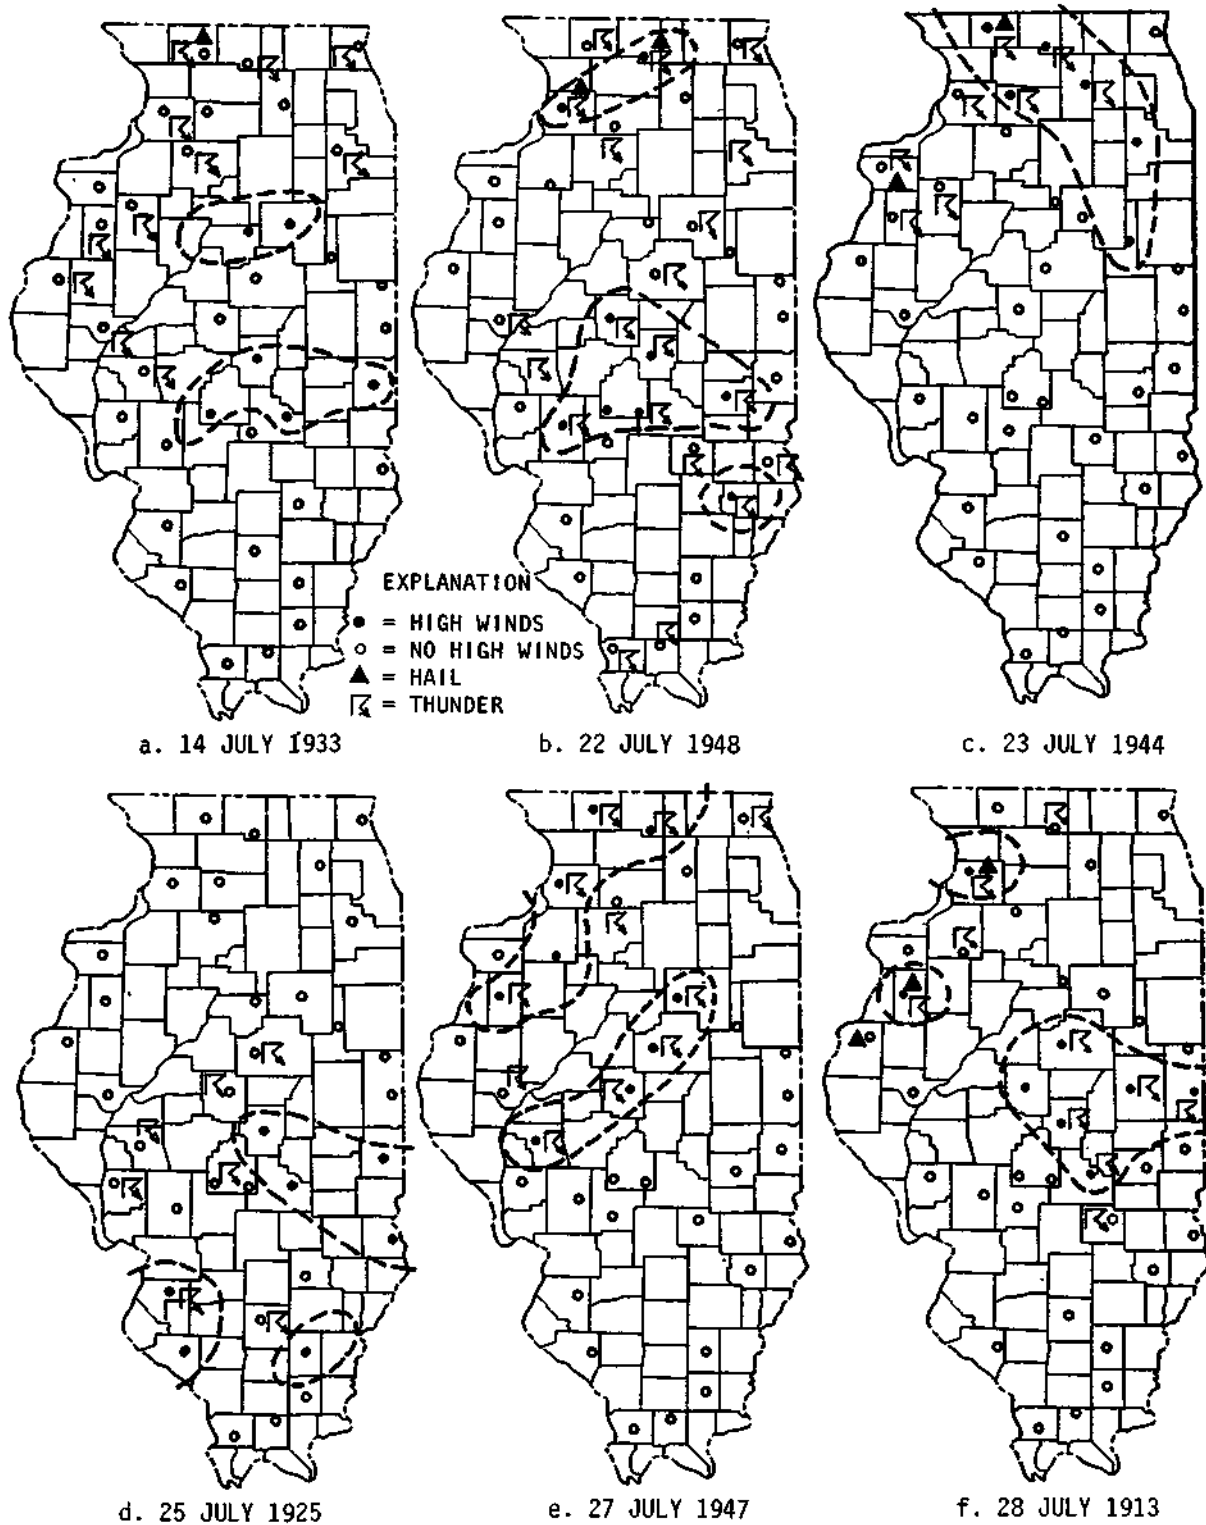 EXPLANATION
● = HIGH WINDS
○ = NO HIGH WINDS
▲ = HAIL
= THUNDER
a. 14 JULY 1933
b. 22 JULY 1948
c. 23 JULY 1944
d. 25 JULY 1925
e. 27 JULY 1947
f. 28 JULY 1913